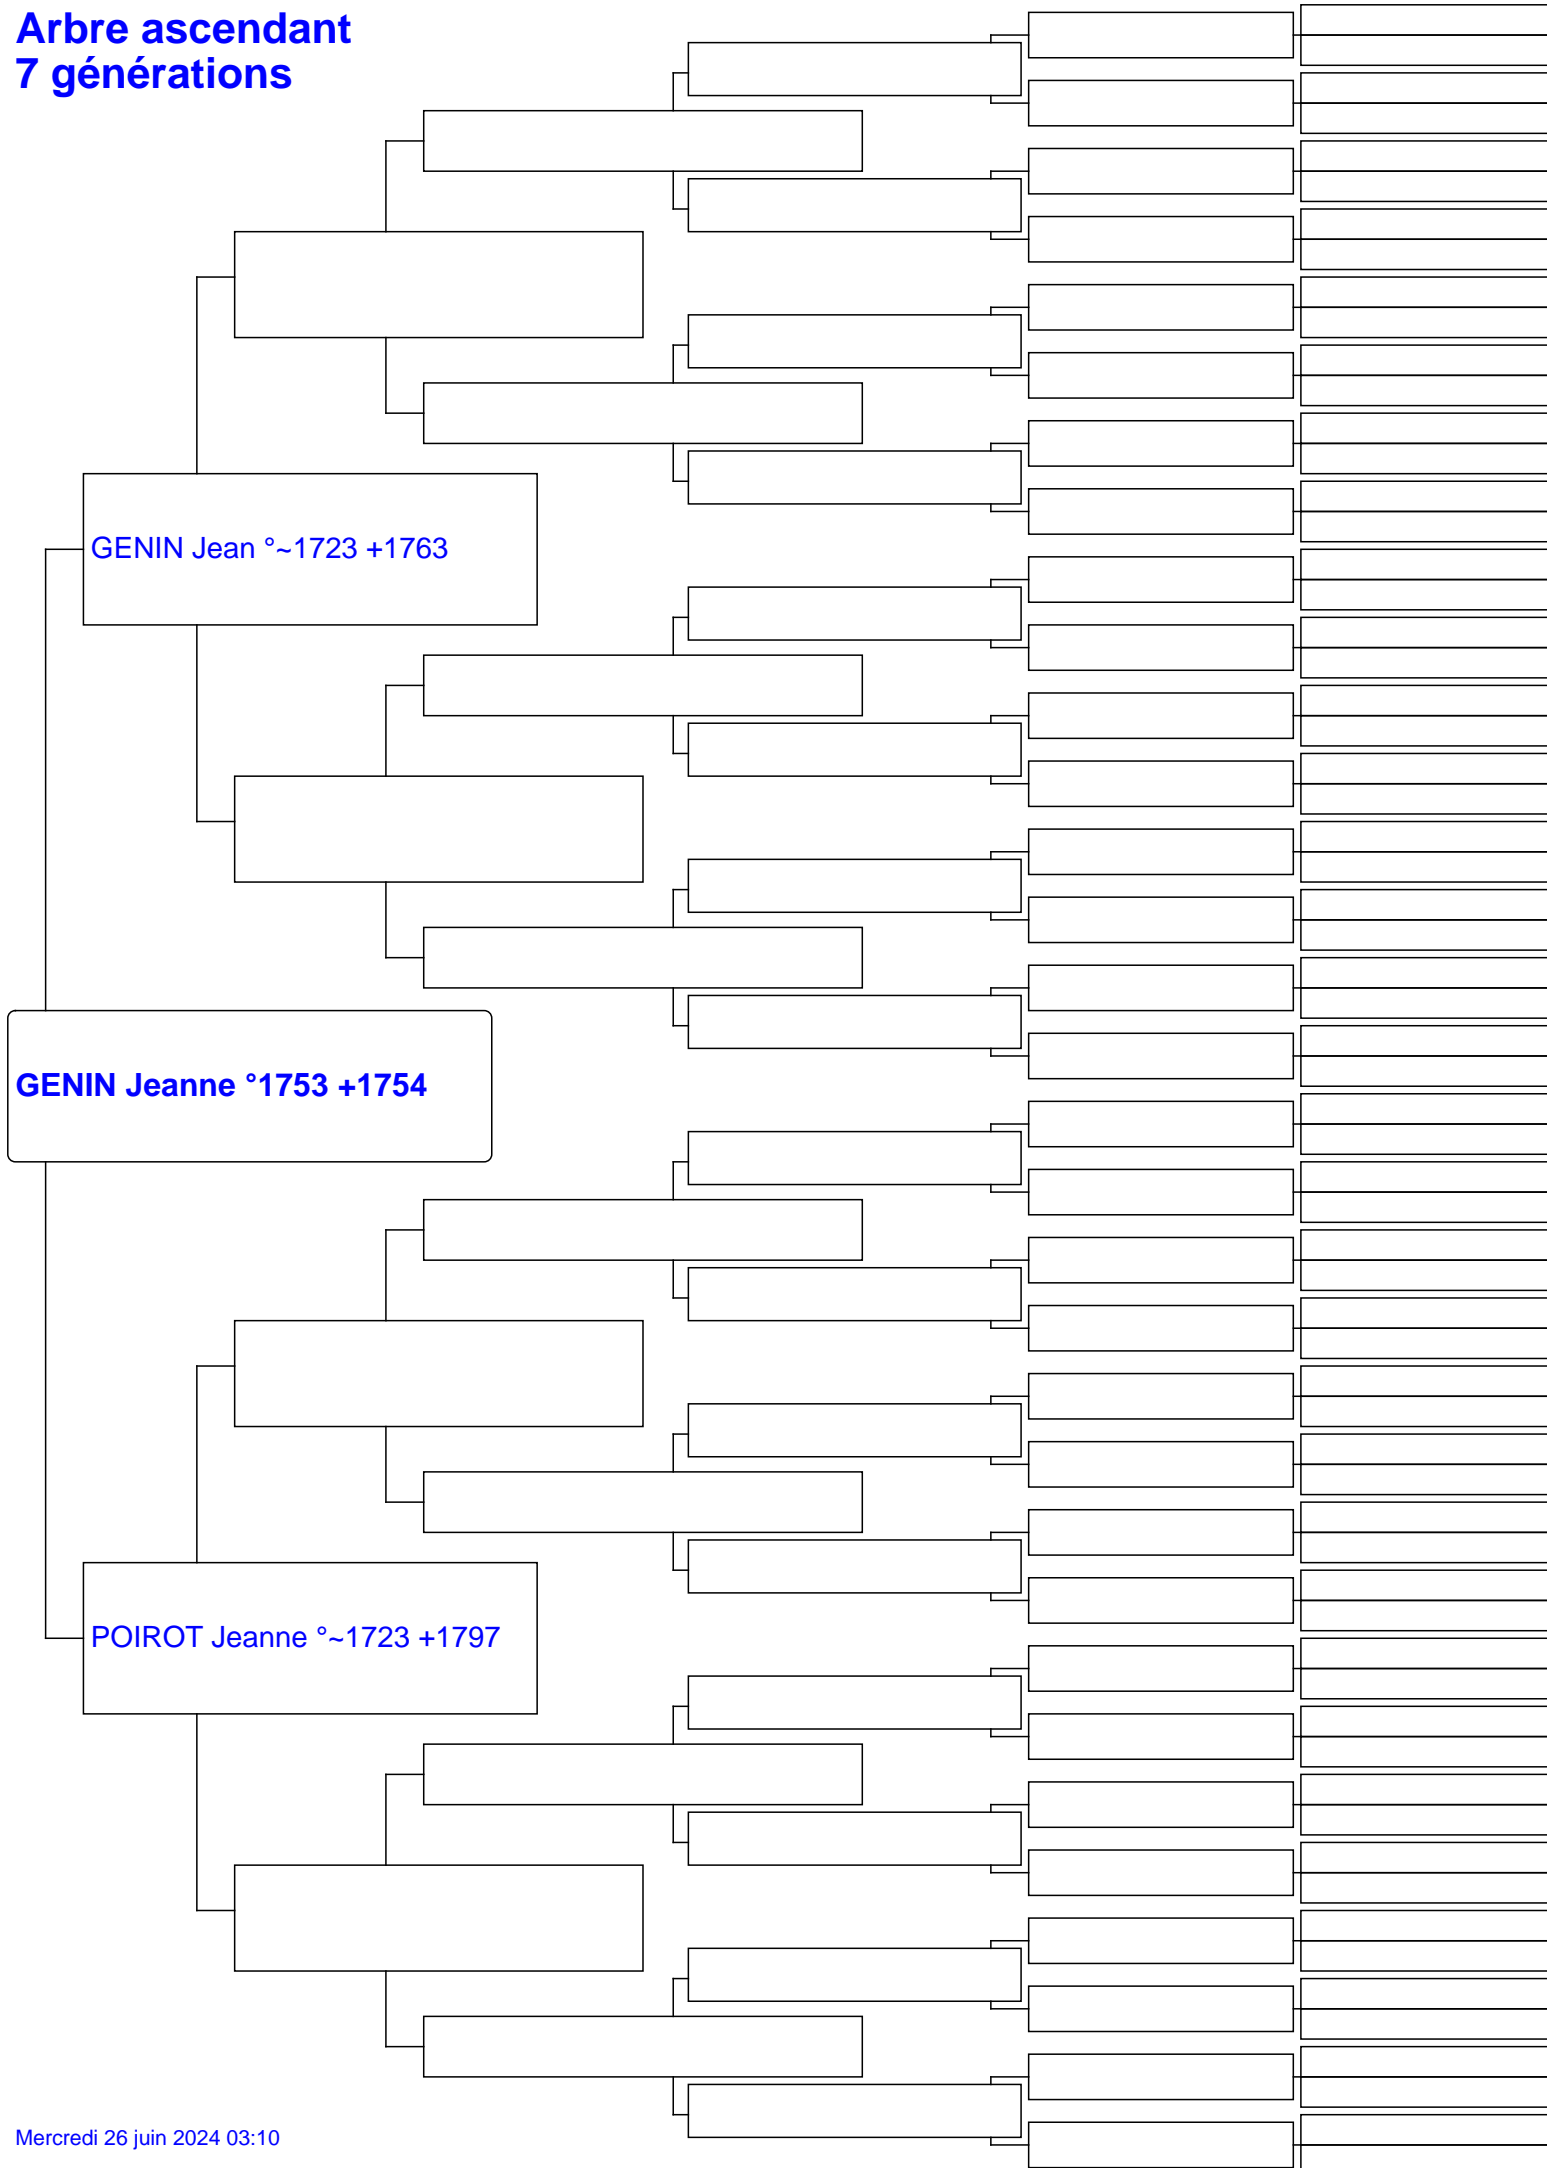 Arbre ascendant
7 générations
GENIN Jean °~1723 +1763
GENIN Jeanne °1753 +1754
POIROT Jeanne °~1723 +1797
Mercredi 26 juin 2024 03:10